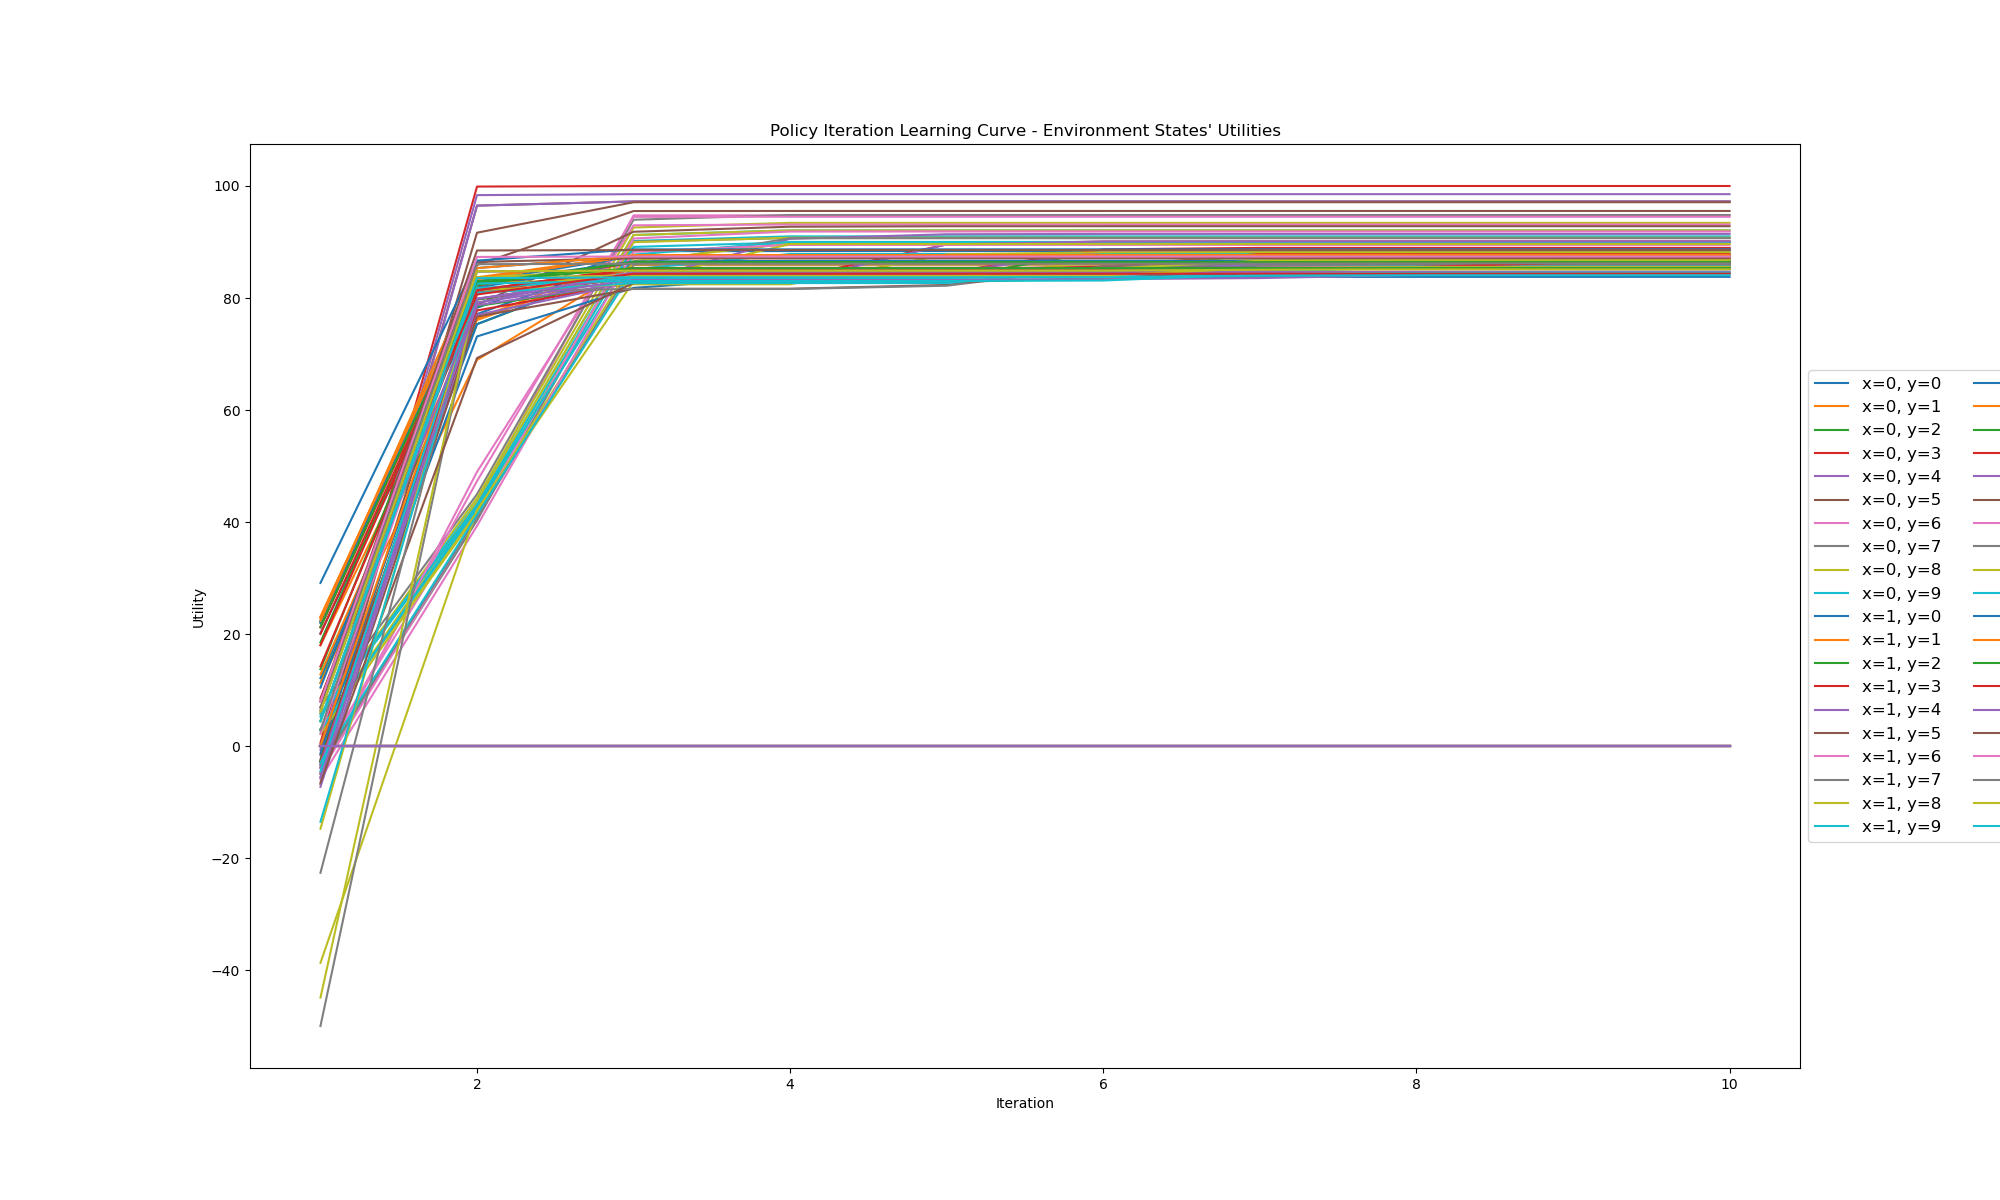 Policy Iteration Learning Curve - Environment States' Utilities
100
80
60
40
20
0
−20
−40
Utility
2
4
6
8
10
Iteration
x=0, y=0
x=0, y=1
x=0, y=2
x=0, y=3
x=0, y=4
x=0, y=5
x=0, y=6
x=0, y=7
x=0, y=8
x=0, y=9
x=1, y=0
x=1, y=1
x=1, y=2
x=1, y=3
x=1, y=4
x=1, y=5
x=1, y=6
x=1, y=7
x=1, y=8
x=1, y=9